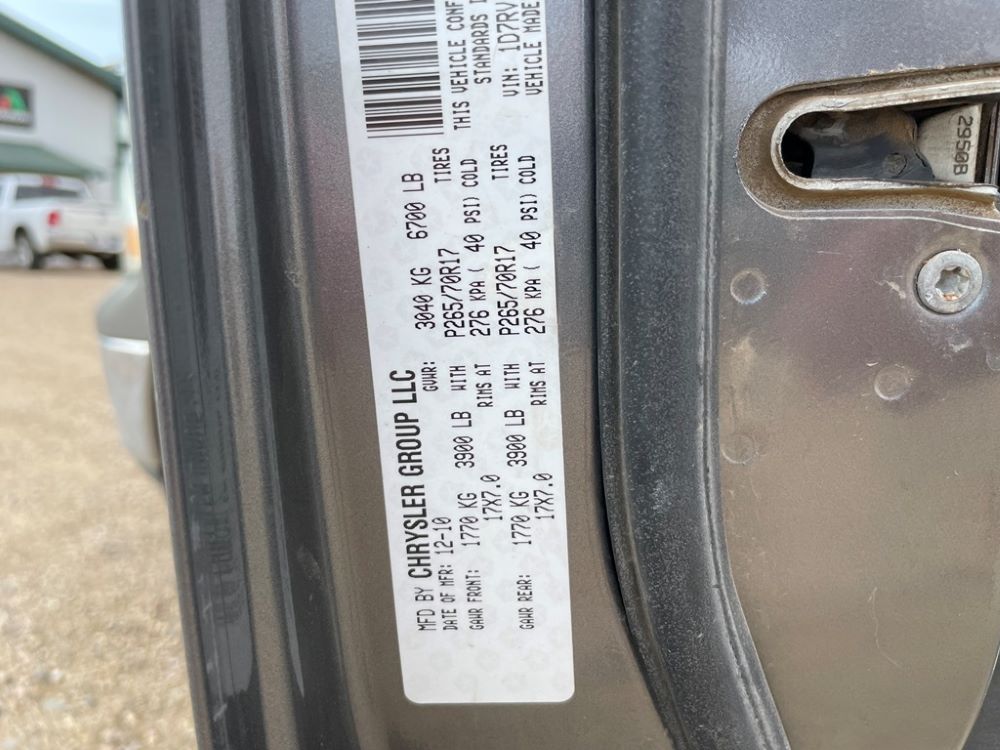 MFD BY CHRYSLER GROUP LLC
DATE OF MFR: 12-10 GVWR: 3040 KG 6700 LB
GAWR FRONT: 1770 KG 3900 LB WITH P265/70R17 TIRES
17X7.0 RIMS AT 276 KPA ( 40 PSI) COLD
GAWR REAR: 1770 KG 3900 LB WITH P265/70R17 TIRES
17X7.0 RIMS AT 276 KPA ( 40 PSI) COLD
THIS VEHICLE CONF
STANDARDS I
VIN: 1D7RV
VEHICLE MADE
29508